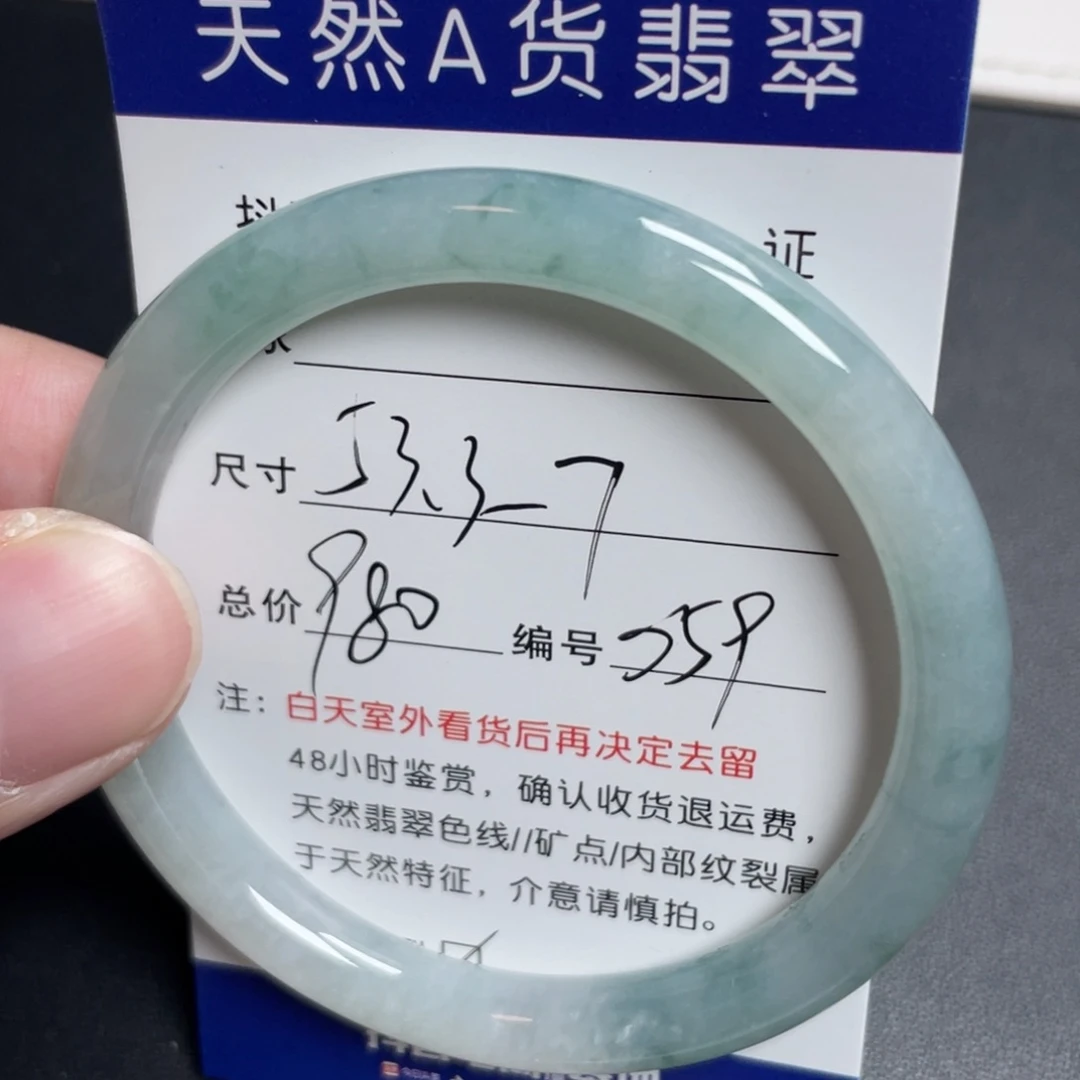 天然A货翡翠
证
尺寸 53.3-7
总价 980 编号 259
注：白天室外看货后再决定去留
48小时鉴赏，确认收货退运费，
天然翡翠色线//矿点/内部纹裂属
于天然特征，介意请慎拍。